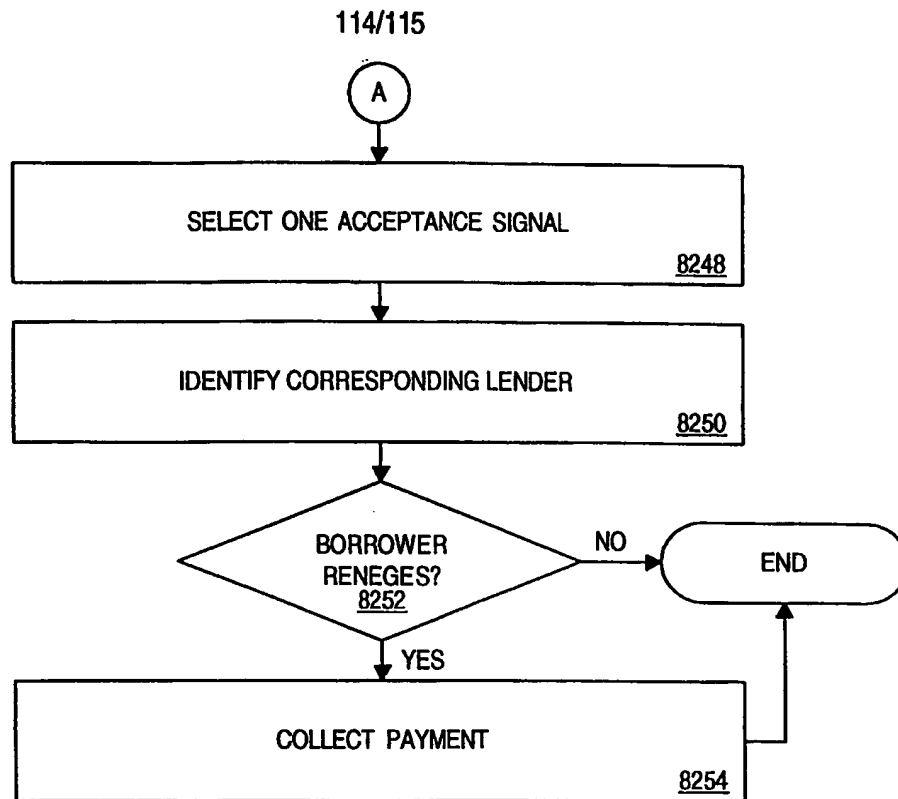 114/115
A
SELECT ONE ACCEPTANCE SIGNAL
8248
IDENTIFY CORRESPONDING LENDER
8250
BORROWER
RENEGES?
8252
NO
END
YES
COLLECT PAYMENT
8254